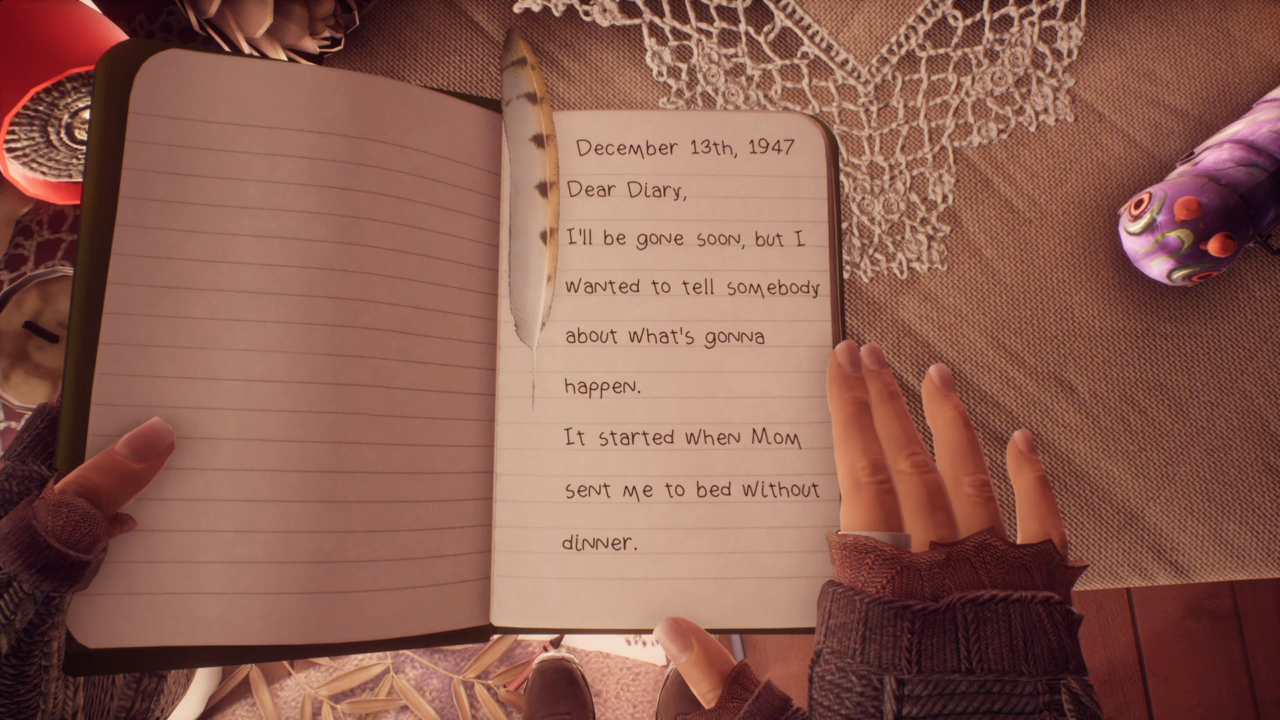 December 13th, 1947
Dear Diary,
I'll be gone soon, but I
wanted to tell somebody
about what's gonna
happen.
It started when Mom
sent me to bed without
dinner.